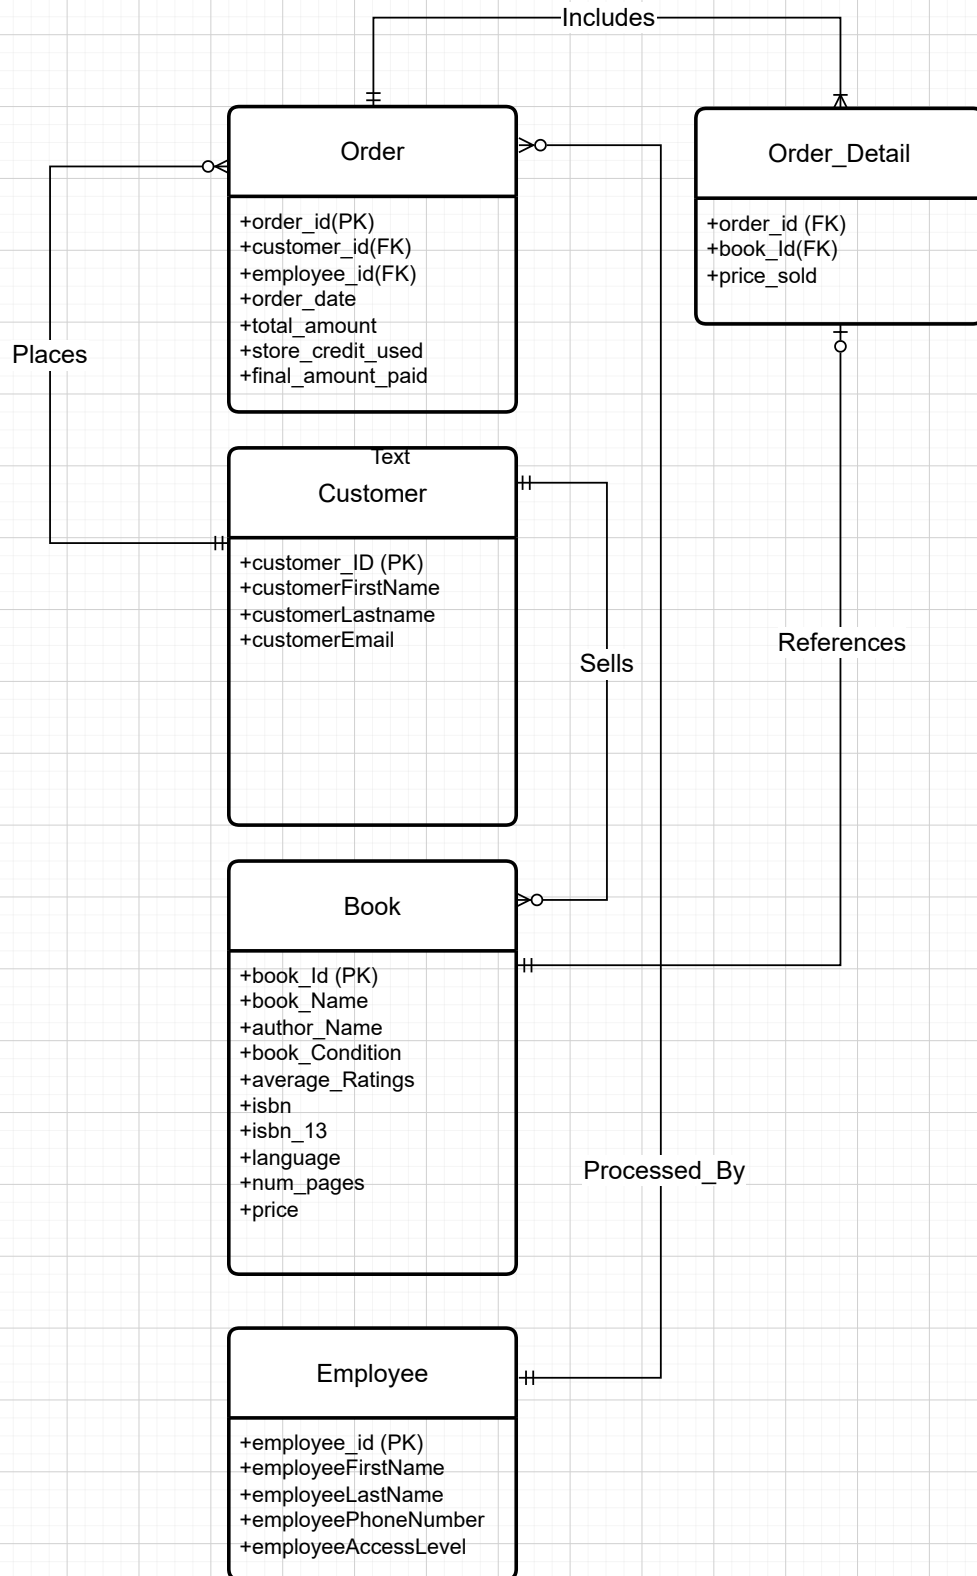 Includes
Order
+order_id(PK)
+customer_id(FK)
+employee_id(FK)
+order_date
+total_amount
+store_credit_used
+final_amount_paid
Order_Detail
+order_id (FK)
+book_Id(FK)
+price_sold
Places
Text
Customer
+customer_ID (PK)
+customerFirstName
+customerLastname
+customerEmail
Sells
References
Book
+book_Id (PK)
+book_Name
+author_Name
+book_Condition
+average_Ratings
+isbn
+isbn_13
+language
+num_pages
+price
Processed_By
Employee
+employee_id (PK)
+employeeFirstName
+employeeLastName
+employeePhoneNumber
+employeeAccessLevel